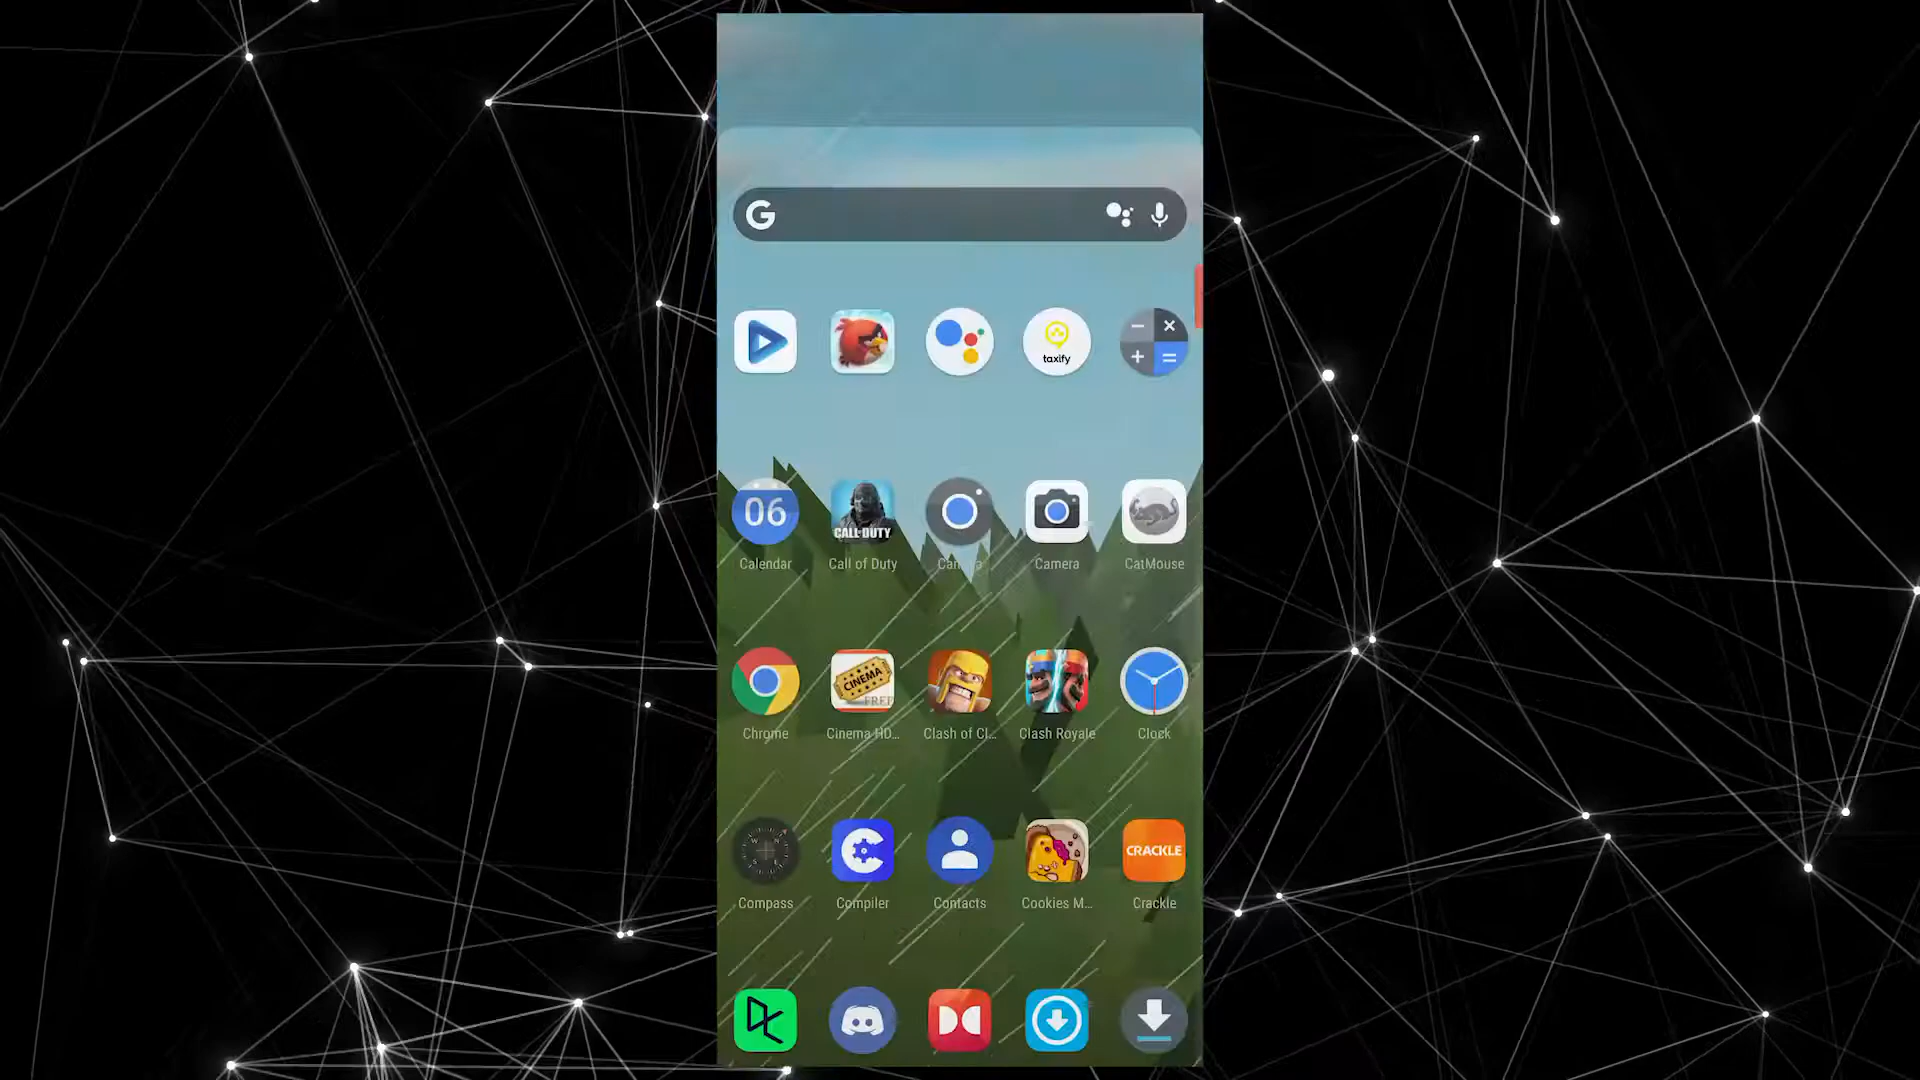 G
taxify
06
CALL·DUTY
Calendar
Call of Duty
Camera
CatMouse
CINEMA
FREE
Chrome
Cinema HD...
Clash of Cl...
Clash Royale
Clock
N
W
S
E
CRACKLE
Compass
Compiler
Contacts
Cookies M...
Crackle